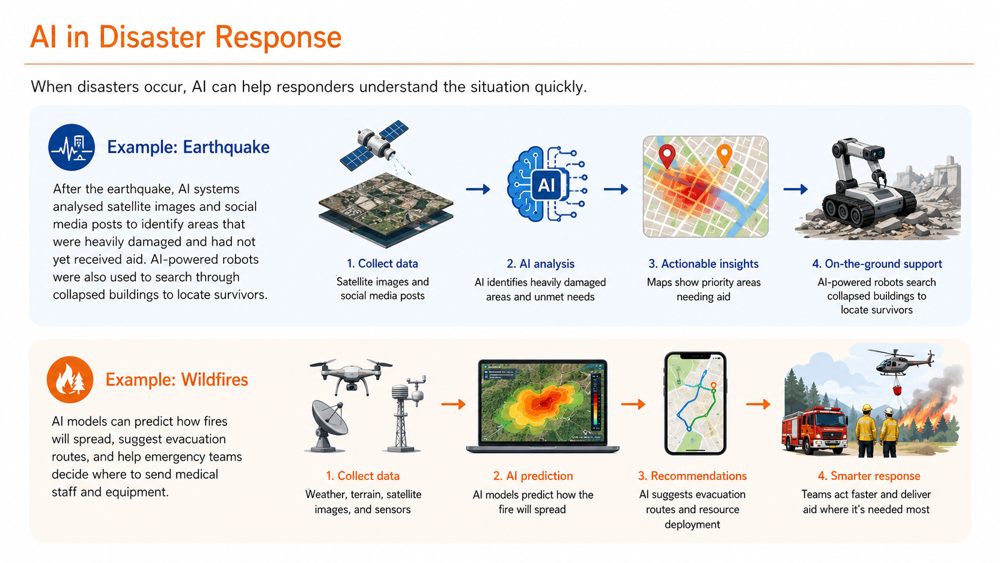 AI in Disaster Response
When disasters occur, AI can help responders understand the situation quickly.
Example: Earthquake
After the earthquake, AI systems
analysed satellite images and social
media posts to identify areas that
were heavily damaged and had not
yet received aid. AI-powered robots
were also used to search through
collapsed buildings to locate survivors.
AI
1. Collect data
Satellite images and
social media posts
2. AI analysis
AI identifies heavily damaged
areas and unmet needs
3. Actionable insights
Maps show priority areas
needing aid
4. On-the-ground support
AI-powered robots search
collapsed buildings to
locate survivors
Example: Wildfires
AI models can predict how fires
will spread, suggest evacuation
routes, and help emergency teams
decide where to send medical
staff and equipment.
1. Collect data
Weather, terrain, satellite
images, and sensors
2. AI prediction
AI models predict how the
fire will spread
3. Recommendations
AI suggests evacuation
routes and resource
deployment
4. Smarter response
Teams act faster and deliver
aid where it's needed most